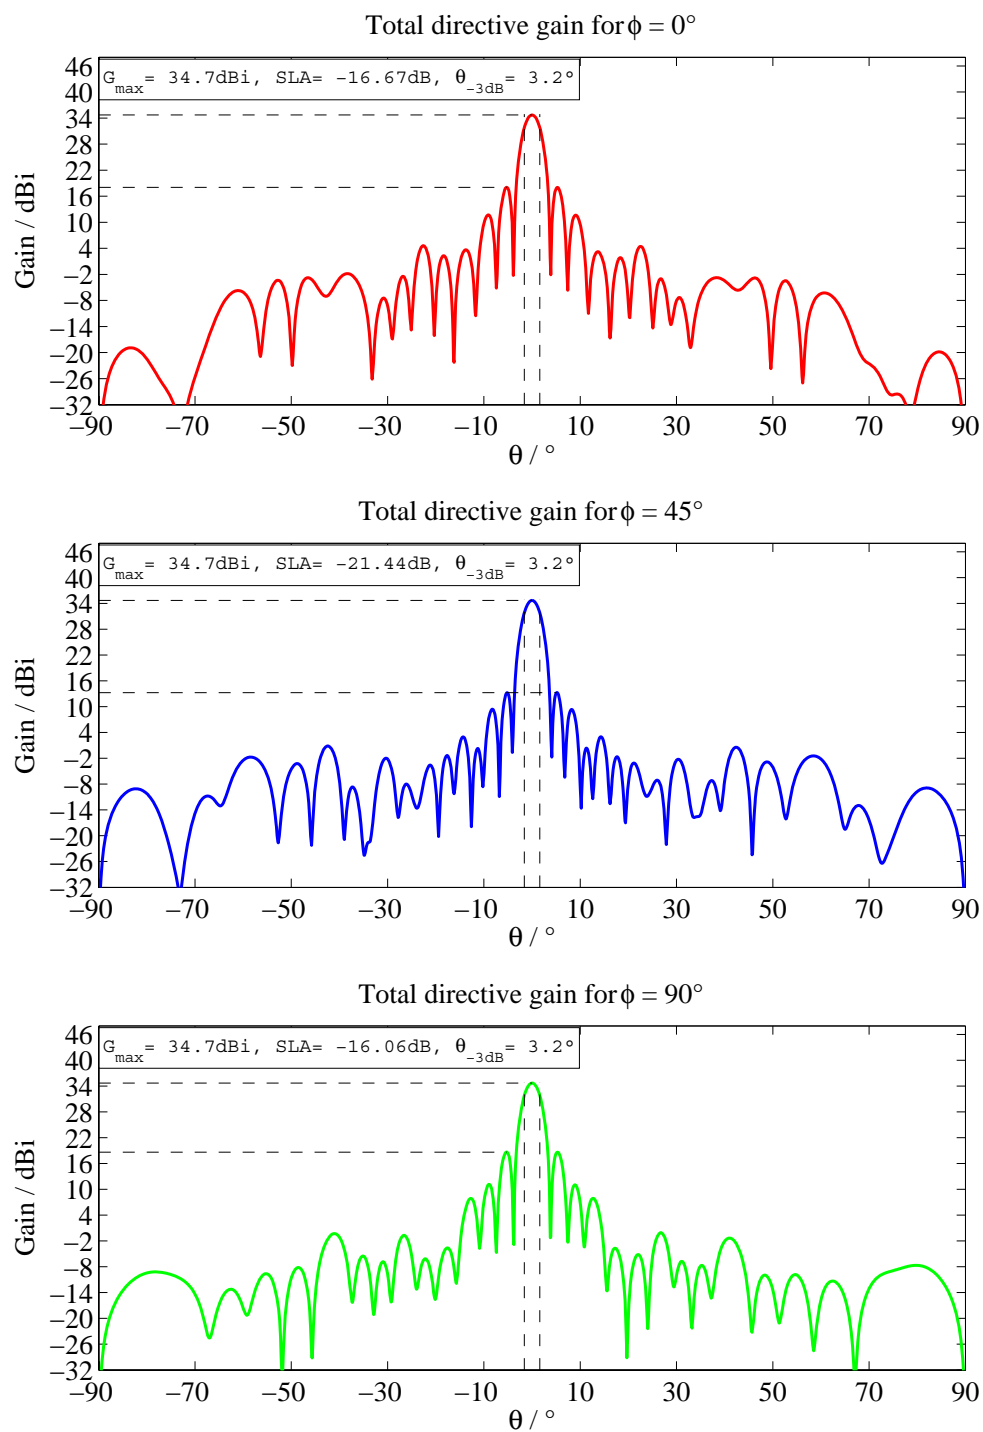 Total directive gain for ϕ = 0°
G_max= 34.7dBi, SLA= −16.67dB, θ_−3dB= 3.2°
46
40
34
28
22
16
10
4
−2
−8
−14
−20
−26
−32
Gain / dBi
−90 −70 −50 −30 −10 10 30 50 70 90
θ / °
Total directive gain for ϕ = 45°
G_max= 34.7dBi, SLA= −21.44dB, θ_−3dB= 3.2°
46
40
34
28
22
16
10
4
−2
−8
−14
−20
−26
−32
Gain / dBi
−90 −70 −50 −30 −10 10 30 50 70 90
θ / °
Total directive gain for ϕ = 90°
G_max= 34.7dBi, SLA= −16.06dB, θ_−3dB= 3.2°
46
40
34
28
22
16
10
4
−2
−8
−14
−20
−26
−32
Gain / dBi
−90 −70 −50 −30 −10 10 30 50 70 90
θ / °